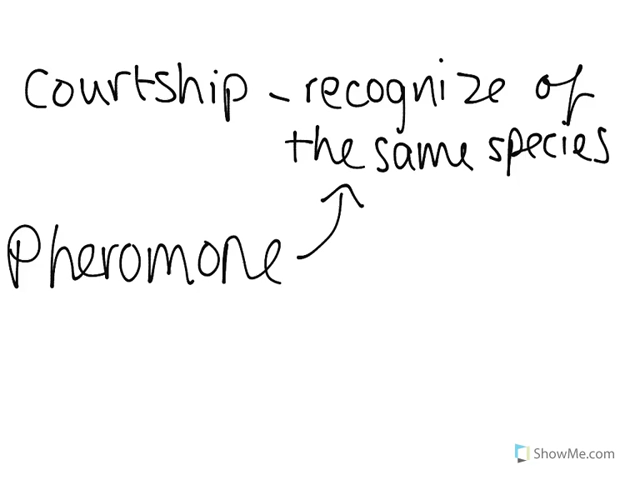 courtship - recognize of
the same species
Pheromone
ShowMe.com